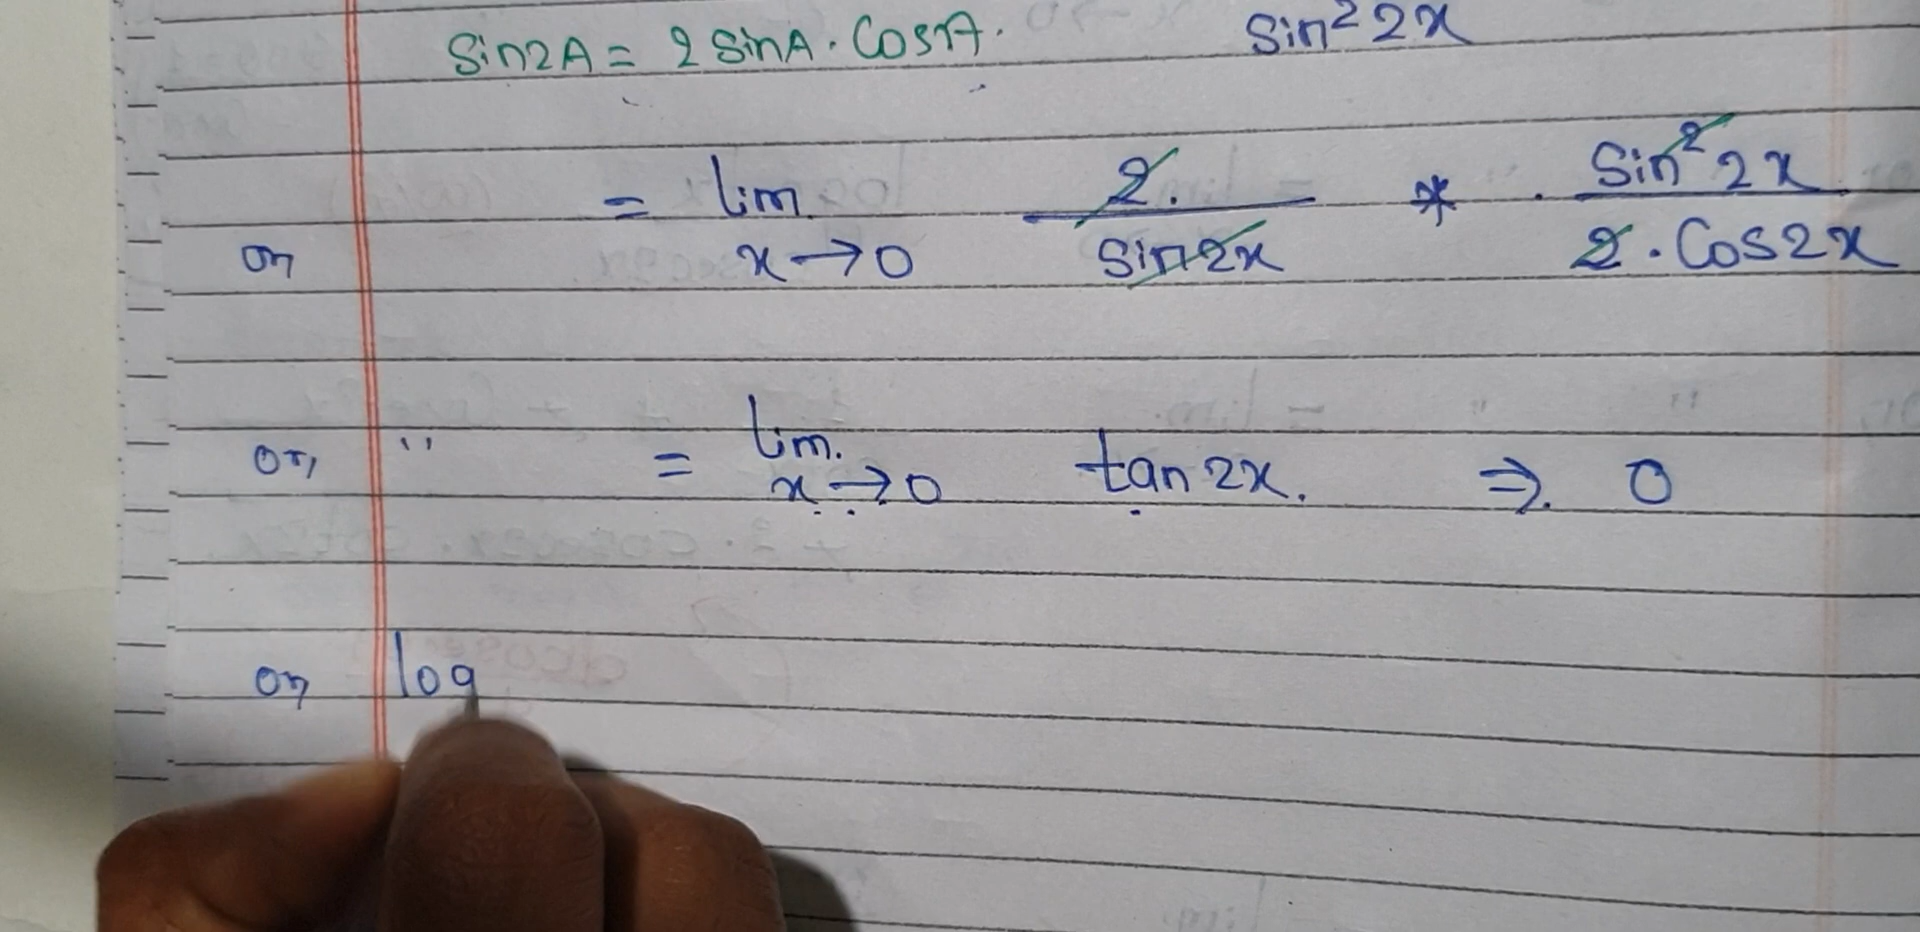 Sin2A = 2 SinA . CosA. Sin² 2x
= lim 2. * . Sin² 2x
or x→0 Sin2x 2 . Cos2x
or " = lim. tan 2x. ⇒. 0
x→0
or log